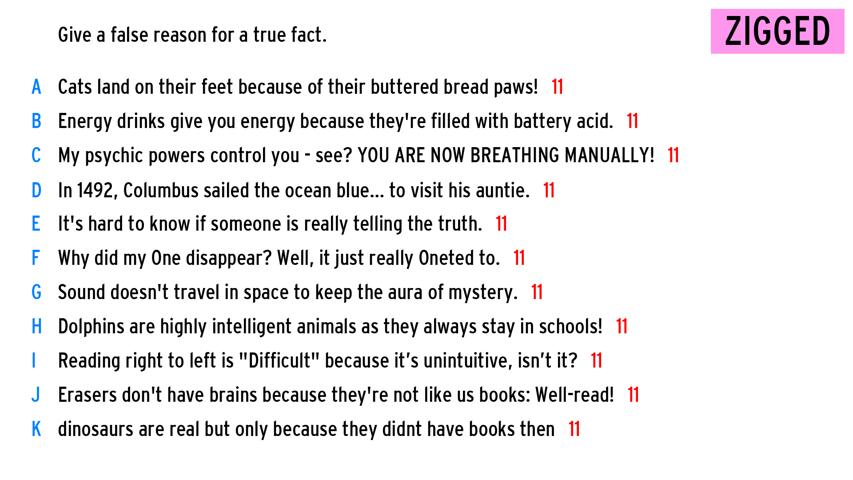 Give a false reason for a true fact.
ZIGGED
A Cats land on their feet because of their buttered bread paws! 11
B Energy drinks give you energy because they're filled with battery acid. 11
C My psychic powers control you - see? YOU ARE NOW BREATHING MANUALLY! 11
D In 1492, Columbus sailed the ocean blue... to visit his auntie. 11
E It's hard to know if someone is really telling the truth. 11
F Why did my One disappear? Well, it just really Oneted to. 11
G Sound doesn't travel in space to keep the aura of mystery. 11
H Dolphins are highly intelligent animals as they always stay in schools! 11
I Reading right to left is "Difficult" because it’s unintuitive, isn’t it? 11
J Erasers don't have brains because they're not like us books: Well-read! 11
K dinosaurs are real but only because they didnt have books then 11